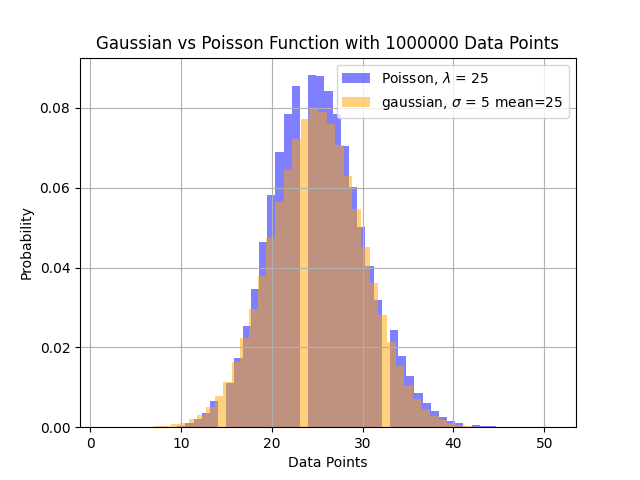 Gaussian vs Poisson Function with 1000000 Data Points
Poisson, λ = 25
gaussian, σ = 5 mean=25
0.08
0.06
0.04
0.02
0.00
Probability
0 10 20 30 40 50
Data Points